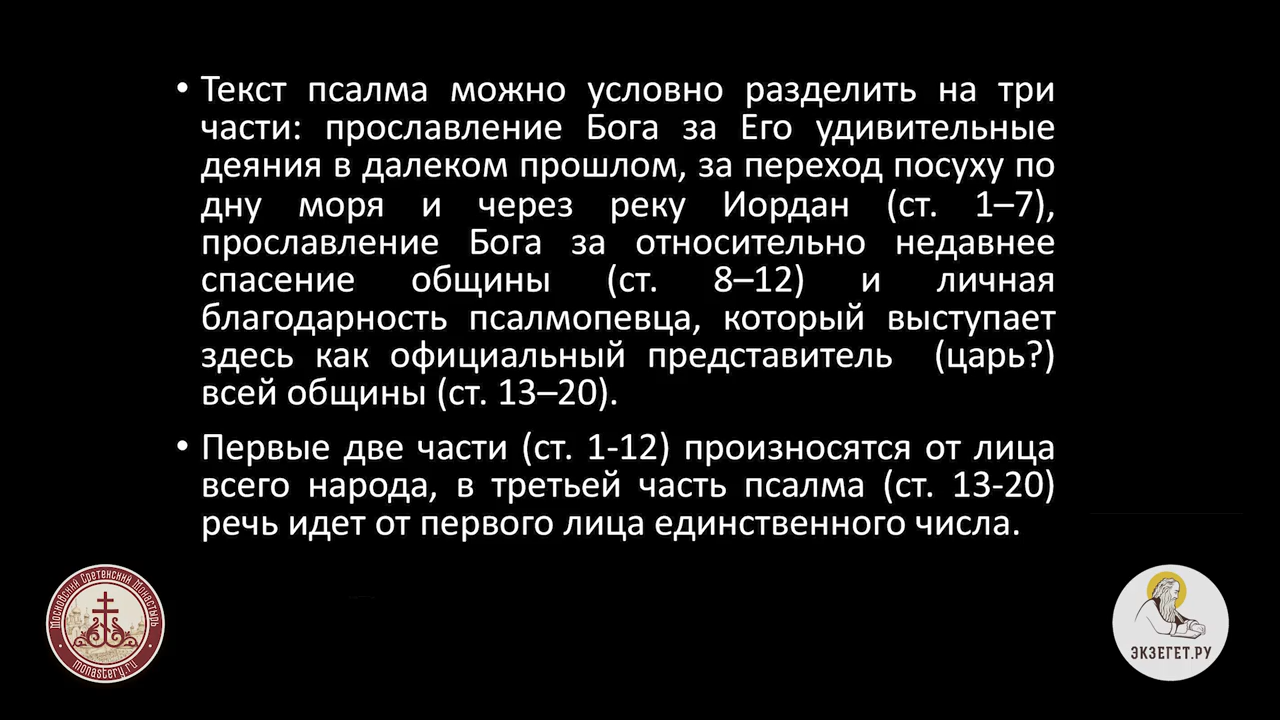 • Текст псалма можно условно разделить на три
части: прославление Бога за Его удивительные
деяния в далеком прошлом, за переход посуху по
дну моря и через реку Иордан (ст. 1–7),
прославление Бога за относительно недавнее
спасение общины (ст. 8–12) и личная
благодарность псалмопевца, который выступает
здесь как официальный представитель (царь?)
всей общины (ст. 13–20).
• Первые две части (ст. 1-12) произносятся от лица
всего народа, в третьей часть псалма (ст. 13-20)
речь идет от первого лица единственного числа.
Московский Сретенский Монастырь
monastery.ru
ЭКЗЕГЕТ.РУ